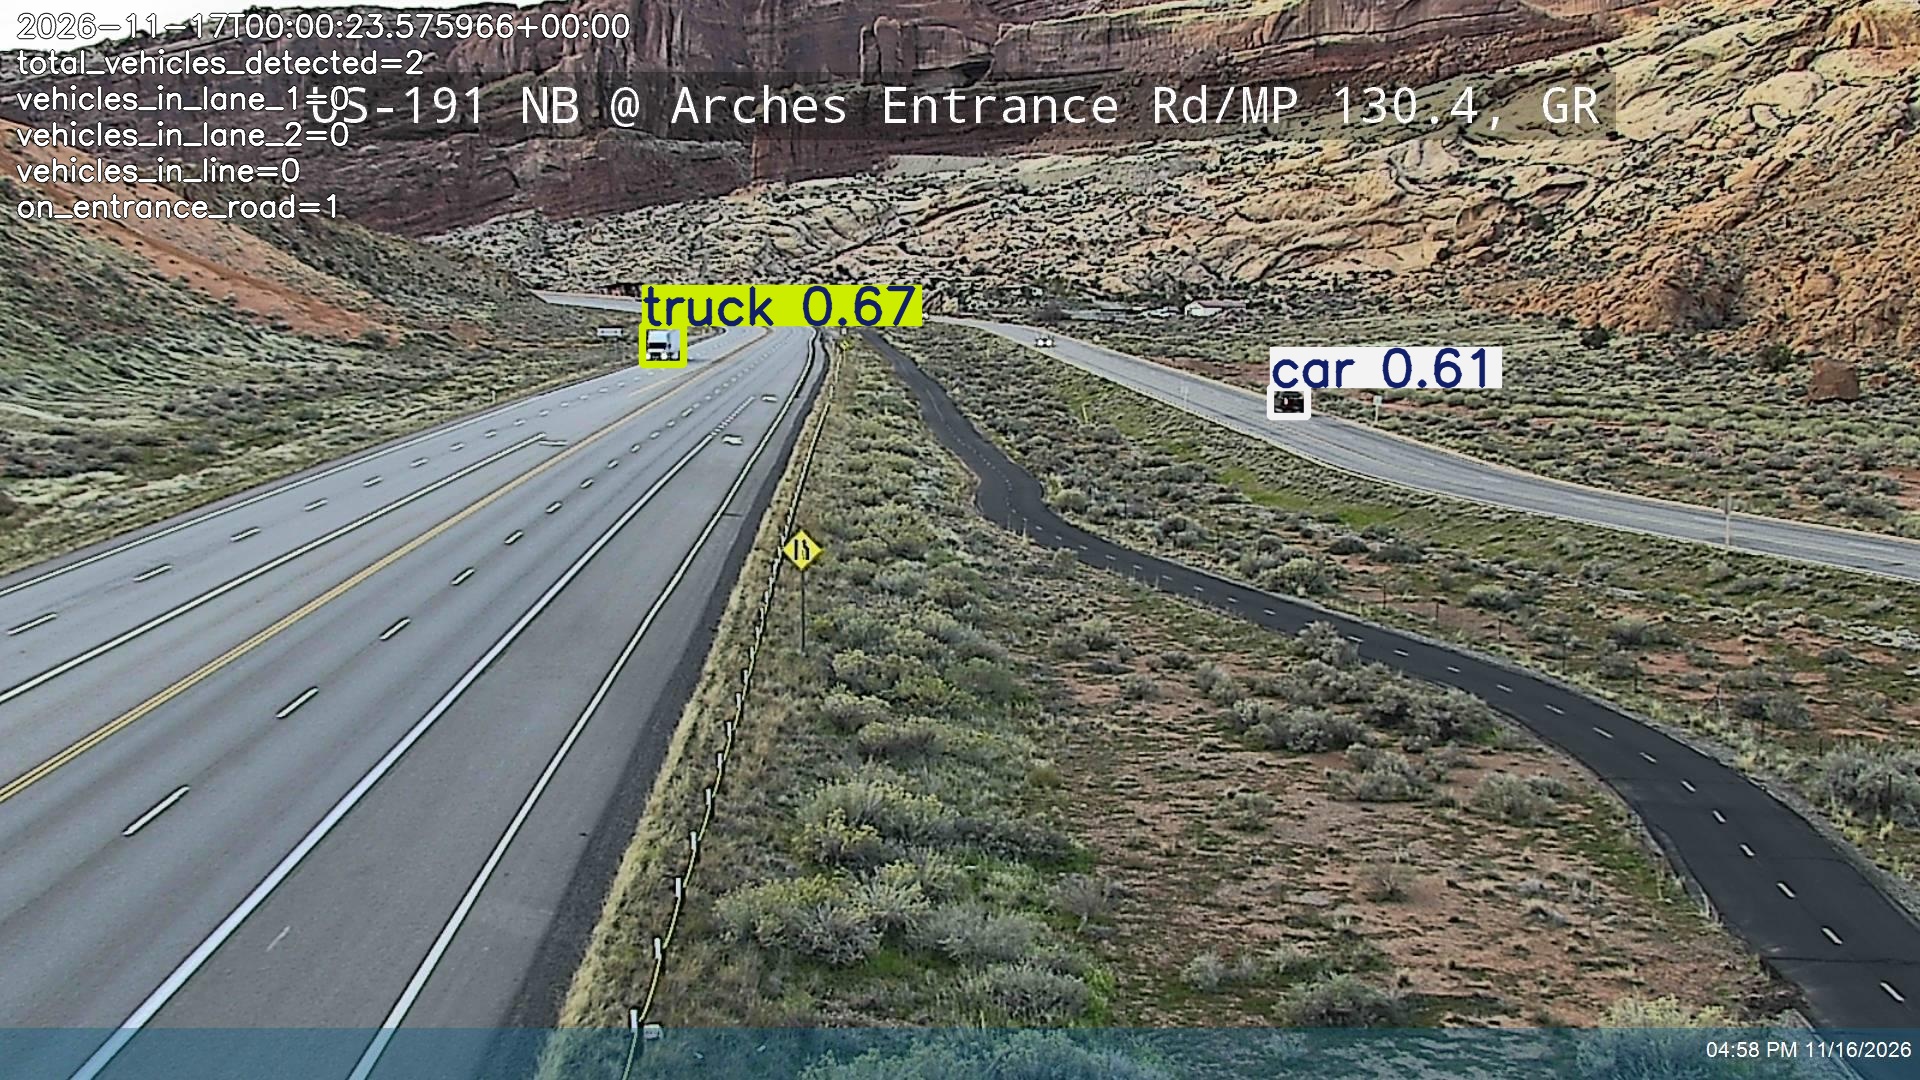 2026-11-17T00:00:23.575966+00:00
total_vehicles_detected=2
vehicles_in_lane_1=0
US-191 NB @ Arches Entrance Rd/MP 130.4, GR
vehicles_in_lane_2=0
vehicles_in_line=0
on_entrance_road=1
truck 0.67
car 0.61
04:58 PM 11/16/2026